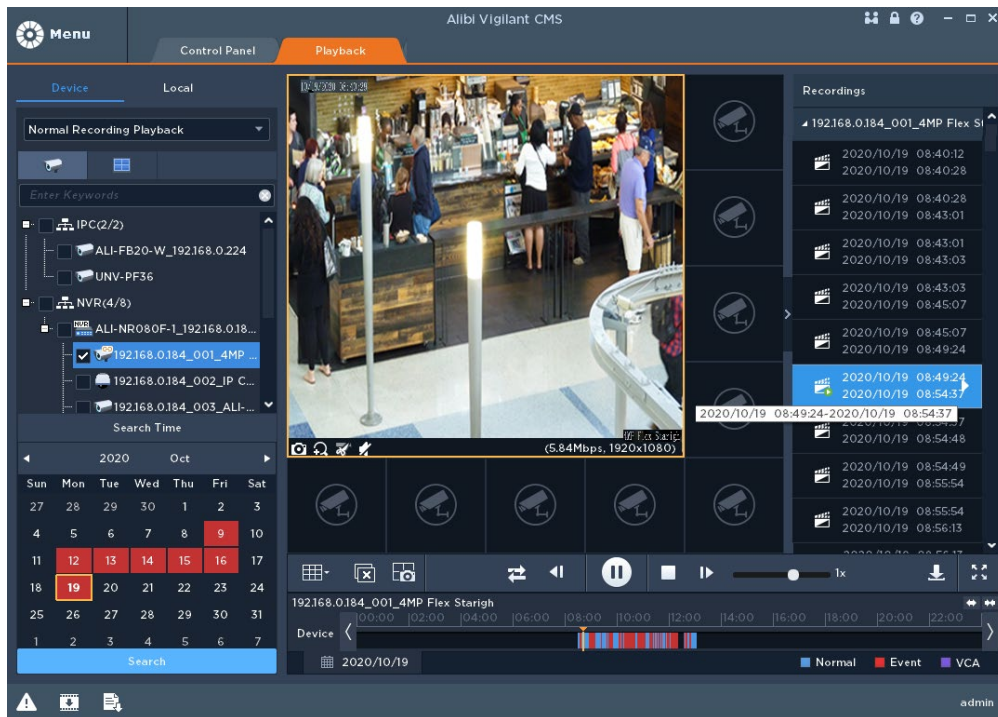 Alibi Vigilant CMS
Menu
Control Panel
Playback
Device
Local
Normal Recording Playback
Enter Keywords
IPC(2/2)
ALI-FB20-W_192.168.0.224
UNV-PF36
NVR(4/8)
ALI-NR080F-1_192.168.0.18...
192.168.0.184_001_4MP ...
192.168.0.184_002_IP C...
192.168.0.184_003_ALI-...
Search Time
2020 Oct
Sun Mon Tue Wed Thu Fri Sat
27 28 29 30 1 2 3
4 5 6 7 8 9 10
11 12 13 14 15 16 17
18 19 20 21 22 23 24
25 26 27 28 29 30 31
1 2 3 4 5 6 7
Search
(5.84Mbps, 1920x1080)
Recordings
192.168.0.184_001_4MP Flex St
2020/10/19 08:40:12
2020/10/19 08:40:28
2020/10/19 08:40:28
2020/10/19 08:43:01
2020/10/19 08:43:01
2020/10/19 08:43:03
2020/10/19 08:43:03
2020/10/19 08:45:07
2020/10/19 08:45:07
2020/10/19 08:49:24
2020/10/19 08:49:24
2020/10/19 08:54:37
2020/10/19 08:49:24-2020/10/19 08:54:37
2020/10/19 08:54:48
2020/10/19 08:54:49
2020/10/19 08:55:54
2020/10/19 08:55:54
2020/10/19 08:56:13
1x
192.168.0.184_001_4MP Flex Starigh
00:00 02:00 04:00 06:00 08:00 10:00 12:00 14:00 16:00 18:00 20:00 22:00
Device
2020/10/19
Normal
Event
VCA
admin